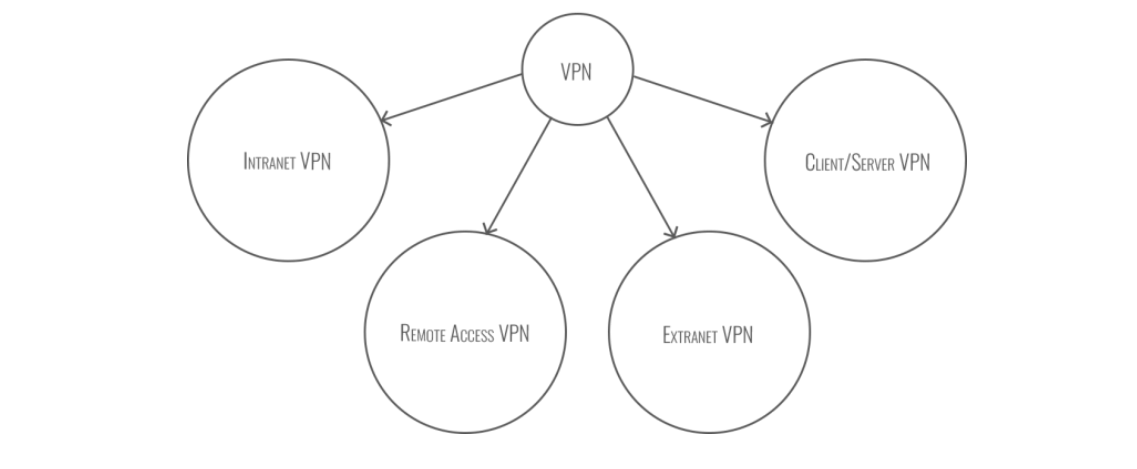 VPN
Intranet VPN
Client/Server VPN
Remote Access VPN
Extranet VPN